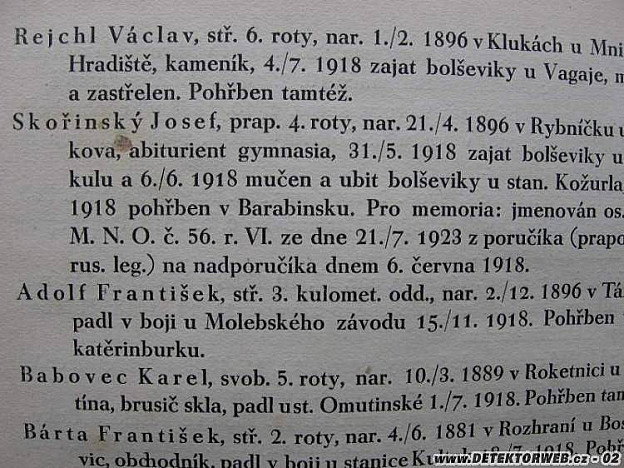 Rejchl Václav, stř. 6. roty, nar. 1./2. 1896 v Klukách u Mni
Hradiště, kameník, 4./7. 1918 zajat bolševiky u Vagaje, m
a zastřelen. Pohřben tamtéž.
Skořinský Josef, prap. 4. roty, nar. 21./4. 1896 v Rybníčku u
kova, abiturient gymnasia, 31./5. 1918 zajat bolševiky u
kulu a 6./6. 1918 mučen a ubit bolševiky u stan. Kožurla
1918 pohřben v Barabinsku. Pro memoria: jmenován os.
M. N. O. č. 56. r. VI. ze dne 21./7. 1923 z poručíka (prapo
rus. leg.) na nadporučíka dnem 6. června 1918.
Adolf František, stř. 3. kulomet. odd., nar. 2./12. 1896 v Tá
padl v boji u Molebského závodu 15./11. 1918. Pohřben
katěrinburku.
Babovec Karel, svob. 5. roty, nar. 10./3. 1889 v Roketnici u
tína, brusič skla, padl ust. Omutinské 1./7. 1918. Pohřben tam
Bárta František, stř. 2. roty, nar. 4./6. 1881 v Rozhraní u Bos
vic, obchodník, padl v boji u stanice 1918. Pohř
www.DETEKTORWEB.cz - 02